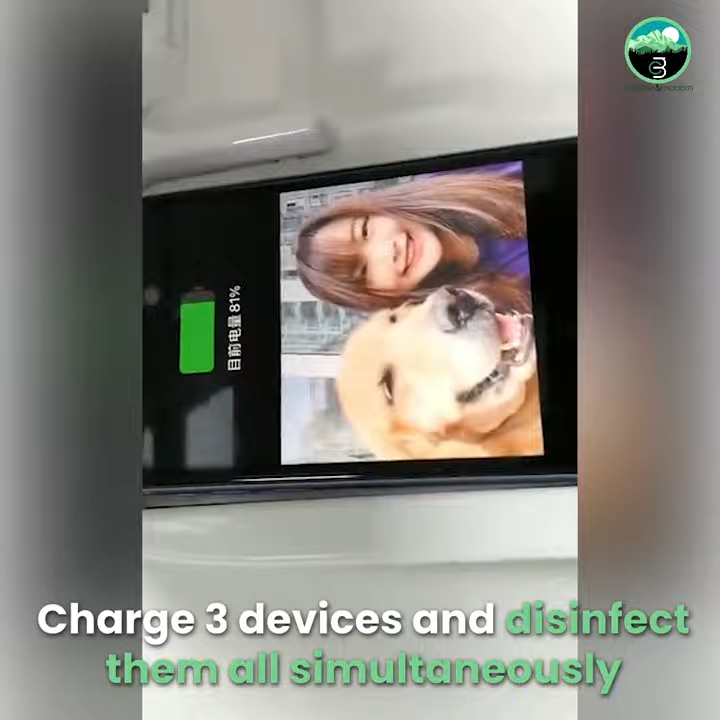 目前电量 81%
Charge 3 devices and disinfect
them all simultaneously